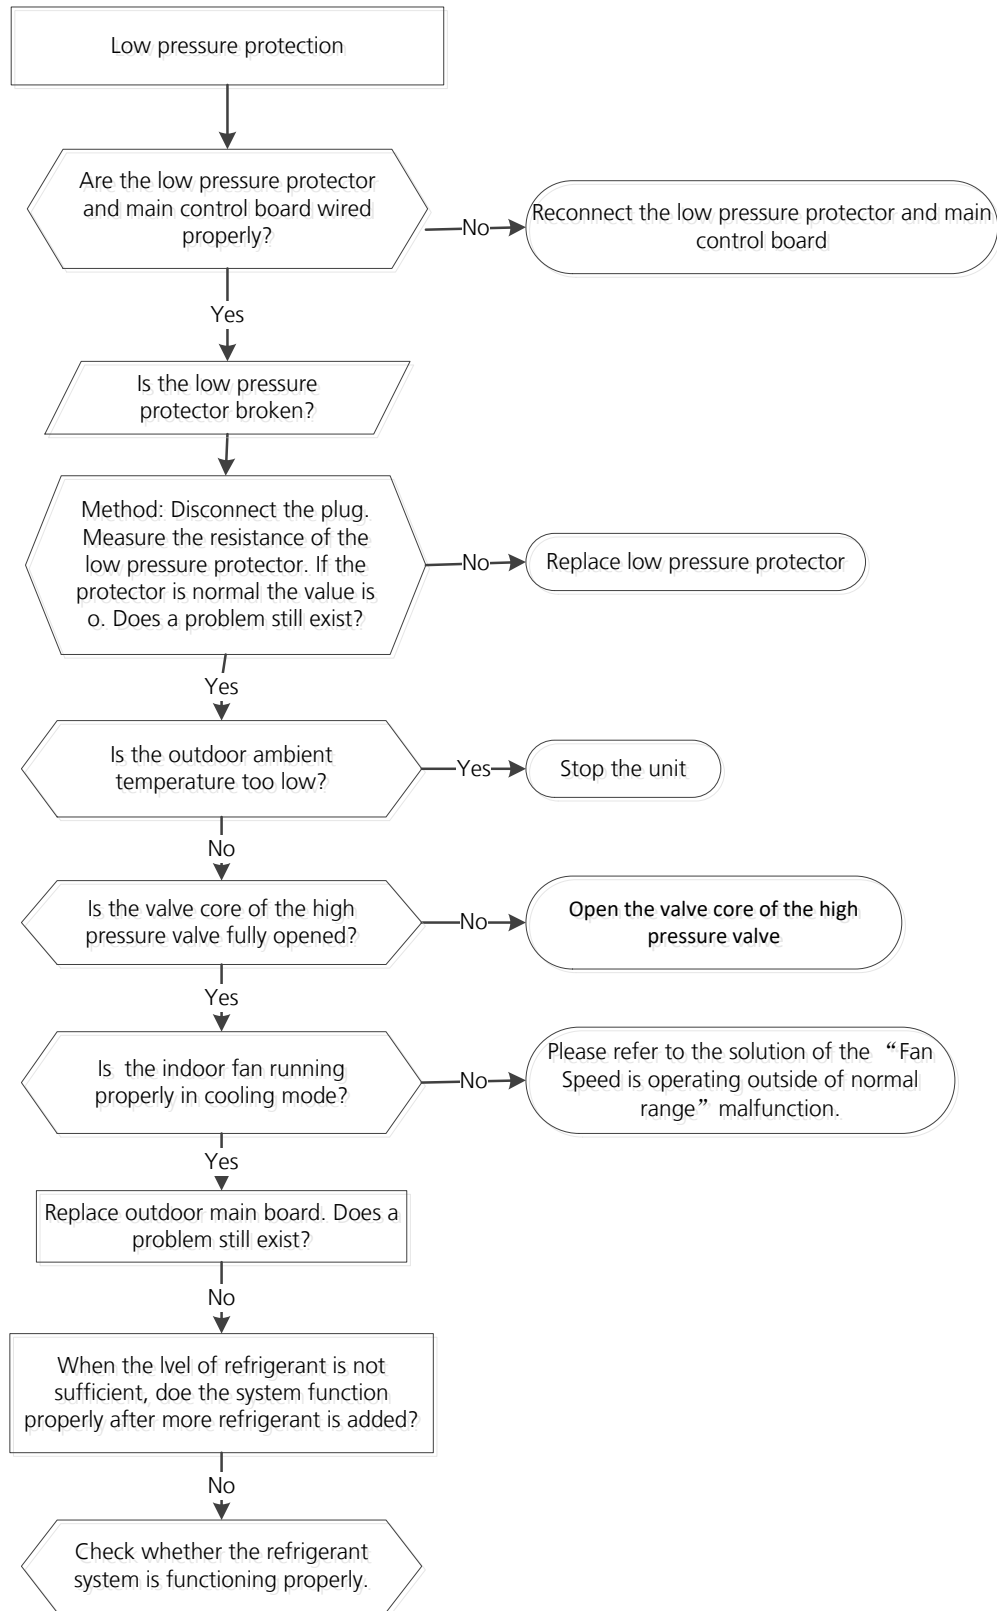 Low pressure protection
Are the low pressure protector
and main control board wired
properly?
No
Reconnect the low pressure protector and main
control board
Yes
Is the low pressure
protector broken?
Method: Disconnect the plug.
Measure the resistance of the
low pressure protector. If the
protector is normal the value is
o. Does a problem still exist?
No
Replace low pressure protector
Yes
Is the outdoor ambient
temperature too low?
Yes
Stop the unit
No
Is the valve core of the high
pressure valve fully opened?
No
Open the valve core of the high
pressure valve
Yes
Is the indoor fan running
properly in cooling mode?
No
Please refer to the solution of the “Fan
Speed is operating outside of normal
range” malfunction.
Yes
Replace outdoor main board. Does a
problem still exist?
No
When the lvel of refrigerant is not
sufficient, doe the system function
properly after more refrigerant is added?
No
Check whether the refrigerant
system is functioning properly.